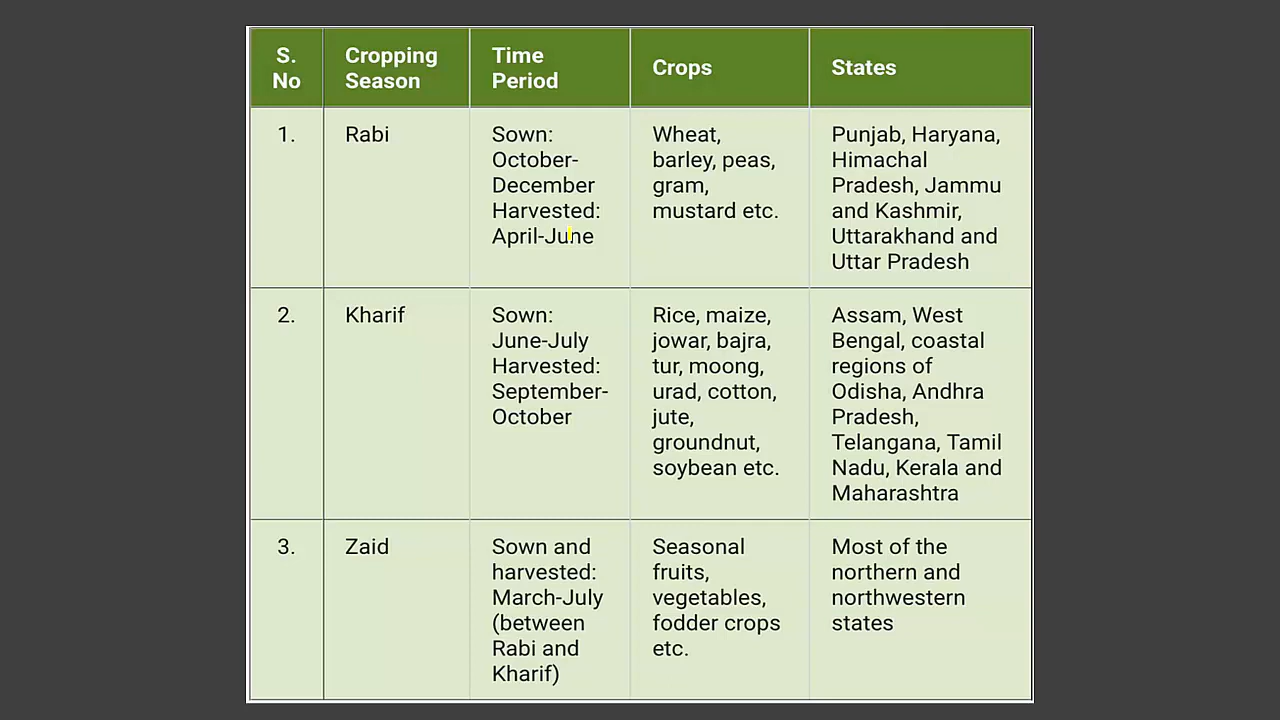 S. No
Cropping Season
Time Period
Crops
States
1.
Rabi
Sown:
October-
December
Harvested:
April-June
Wheat,
barley, peas,
gram,
mustard etc.
Punjab, Haryana,
Himachal
Pradesh, Jammu
and Kashmir,
Uttarakhand and
Uttar Pradesh
2.
Kharif
Sown:
June-July
Harvested:
September-
October
Rice, maize,
jowar, bajra,
tur, moong,
urad, cotton,
jute,
groundnut,
soybean etc.
Assam, West
Bengal, coastal
regions of
Odisha, Andhra
Pradesh,
Telangana, Tamil
Nadu, Kerala and
Maharashtra
3.
Zaid
Sown and
harvested:
March-July
(between
Rabi and
Kharif)
Seasonal
fruits,
vegetables,
fodder crops
etc.
Most of the
northern and
northwestern
states